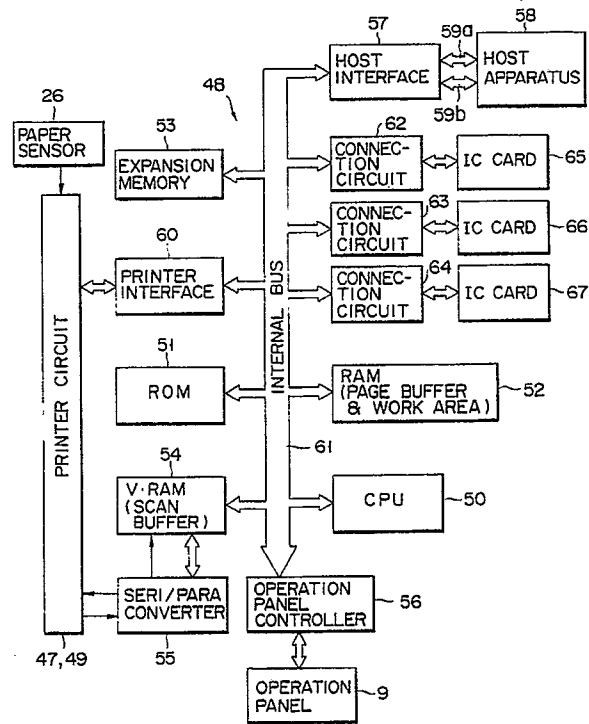 58
57
59a
HOST
INTERFACE
HOST
APPARATUS
59b
48
26
PAPER
SENSOR
53
EXPANSION
MEMORY
62
CONNEC-
TION
CIRCUIT
IC CARD
65
63
CONNEC-
TION
CIRCUIT
IC CARD
66
60
PRINTER
INTERFACE
64
CONNEC-
TION
CIRCUIT
IC CARD
67
INTERNAL BUS
PRINTER CIRCUIT
51
ROM
RAM
(PAGE BUFFER
& WORK AREA)
52
61
54
V·RAM
(SCAN
BUFFER)
CPU
50
SERI/PARA
CONVERTER
55
47,49
OPERATION
PANEL
CONTROLLER
56
OPERATION
PANEL
9